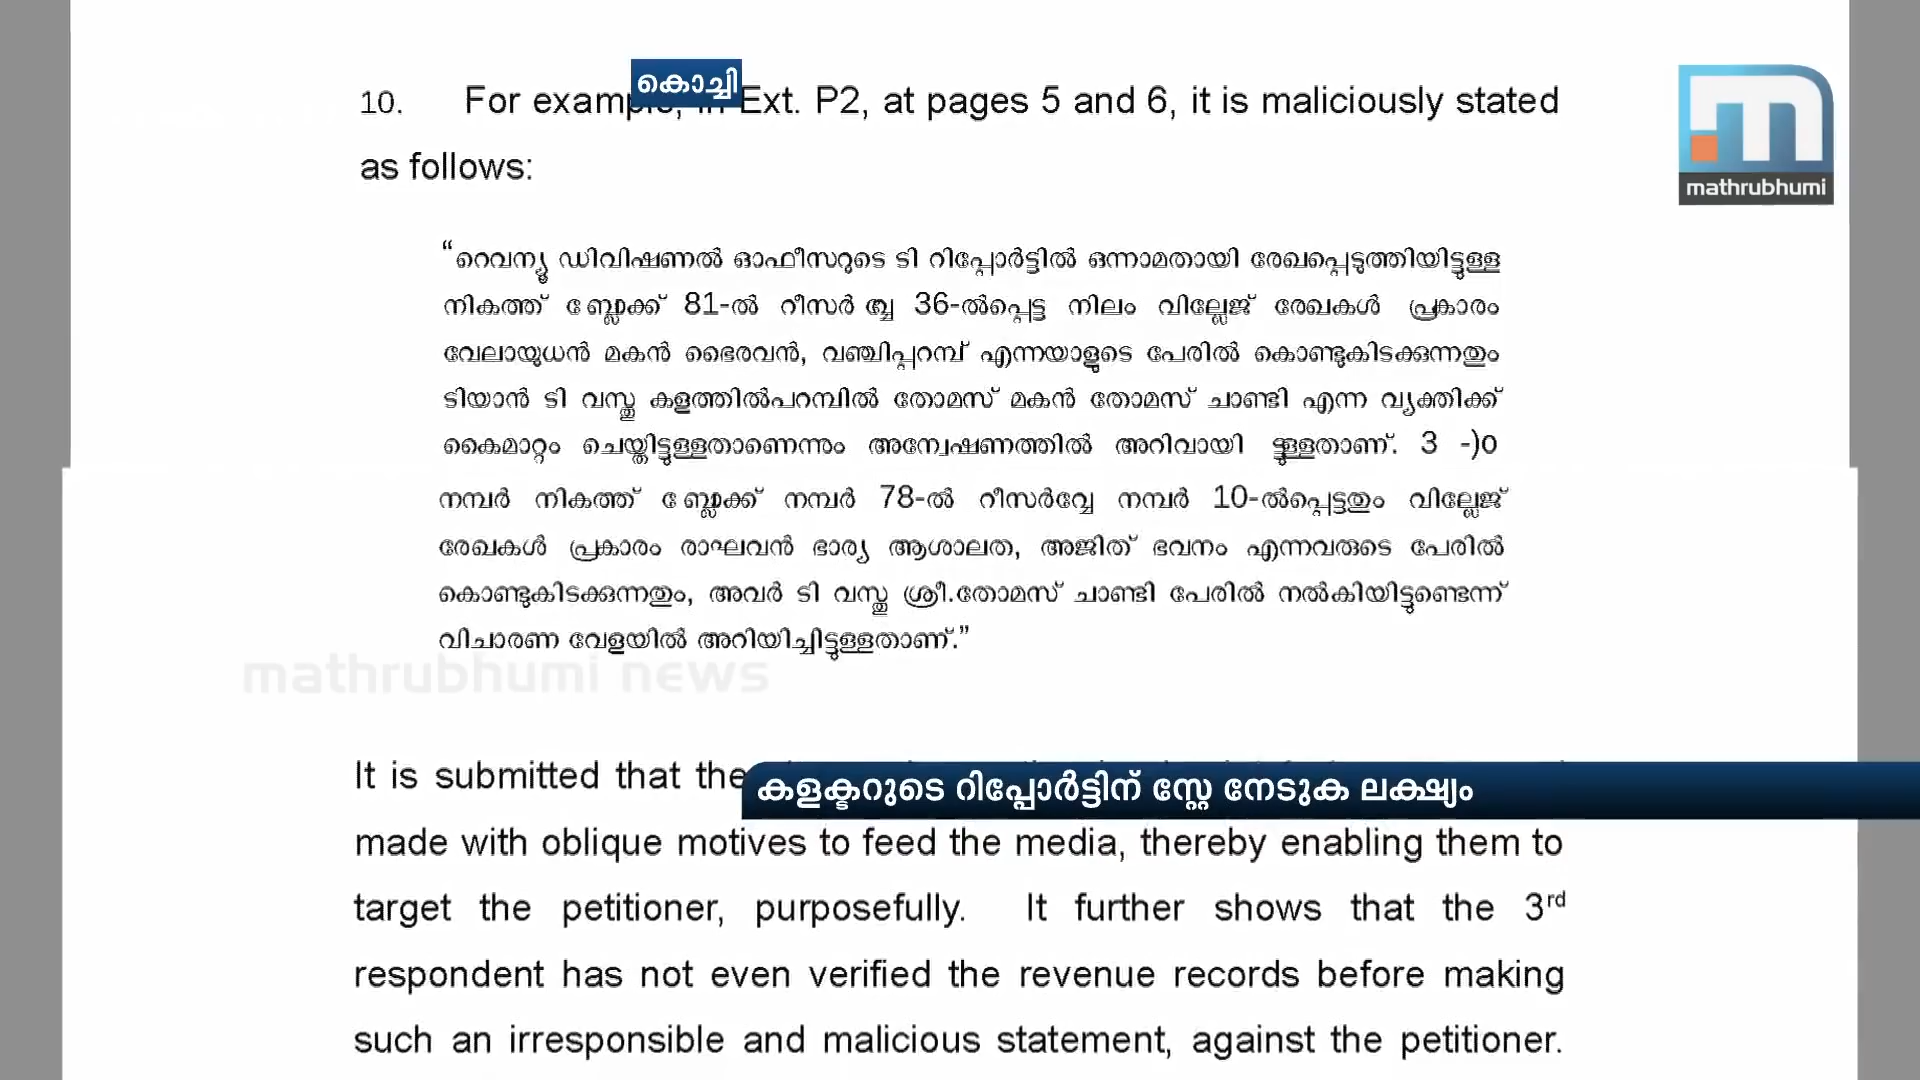 കൊച്ചി
10. For example, in Ext. P2, at pages 5 and 6, it is maliciously stated
as follows:
mathrubhumi
“റെവന്യൂ ഡിവിഷണൽ ഓഫീസറുടെ ടി റിപ്പോർട്ടിൽ ഒന്നാമതായി രേഖപ്പെടുത്തിയിട്ടുള്ള
നികത്ത് ബ്ലോക്ക് 81-ൽ റീസർ വ്വേ 36-ൽപ്പെട്ട നിലം വില്ലേജ് രേഖകൾ പ്രകാരം
വേലായുധൻ മകൻ ഭൈരവൻ, വഞ്ചിപ്പറമ്പ് എന്നയാളുടെ പേരിൽ കൊണ്ടുകിടക്കുന്നതും
ടിയാൻ ടി വസ്തു കളത്തിൽപറമ്പിൽ തോമസ് മകൻ തോമസ് ചാണ്ടി എന്ന വ്യക്തിക്ക്
കൈമാറ്റം ചെയ്തിട്ടുള്ളതാണെന്നും അന്വേഷണത്തിൽ അറിവായി ട്ടുള്ളതാണ്. 3 -)o
നമ്പർ നികത്ത് ബ്ലോക്ക് നമ്പർ 78-ൽ റീസർവ്വേ നമ്പർ 10-ൽപ്പെട്ടതും വില്ലേജ്
രേഖകൾ പ്രകാരം രാഘവൻ ഭാര്യ ആശാലത, അജിത് ഭവനം എന്നവരുടെ പേരിൽ
കൊണ്ടുകിടക്കുന്നതും, അവർ ടി വസ്തു ശ്രീ.തോമസ് ചാണ്ടി പേരിൽ നൽകിയിട്ടുണ്ടെന്ന്
വിചാരണ വേളയിൽ അറിയിച്ചിട്ടുള്ളതാണ്.”
mathrubhumi news
It is submitted that the
കളക്ടറുടെ റിപ്പോർട്ടിന് സ്റ്റേ നേടുക ലക്ഷ്യം
made with oblique motives to feed the media, thereby enabling them to
target the petitioner, purposefully. It further shows that the 3rd
respondent has not even verified the revenue records before making
such an irresponsible and malicious statement, against the petitioner.